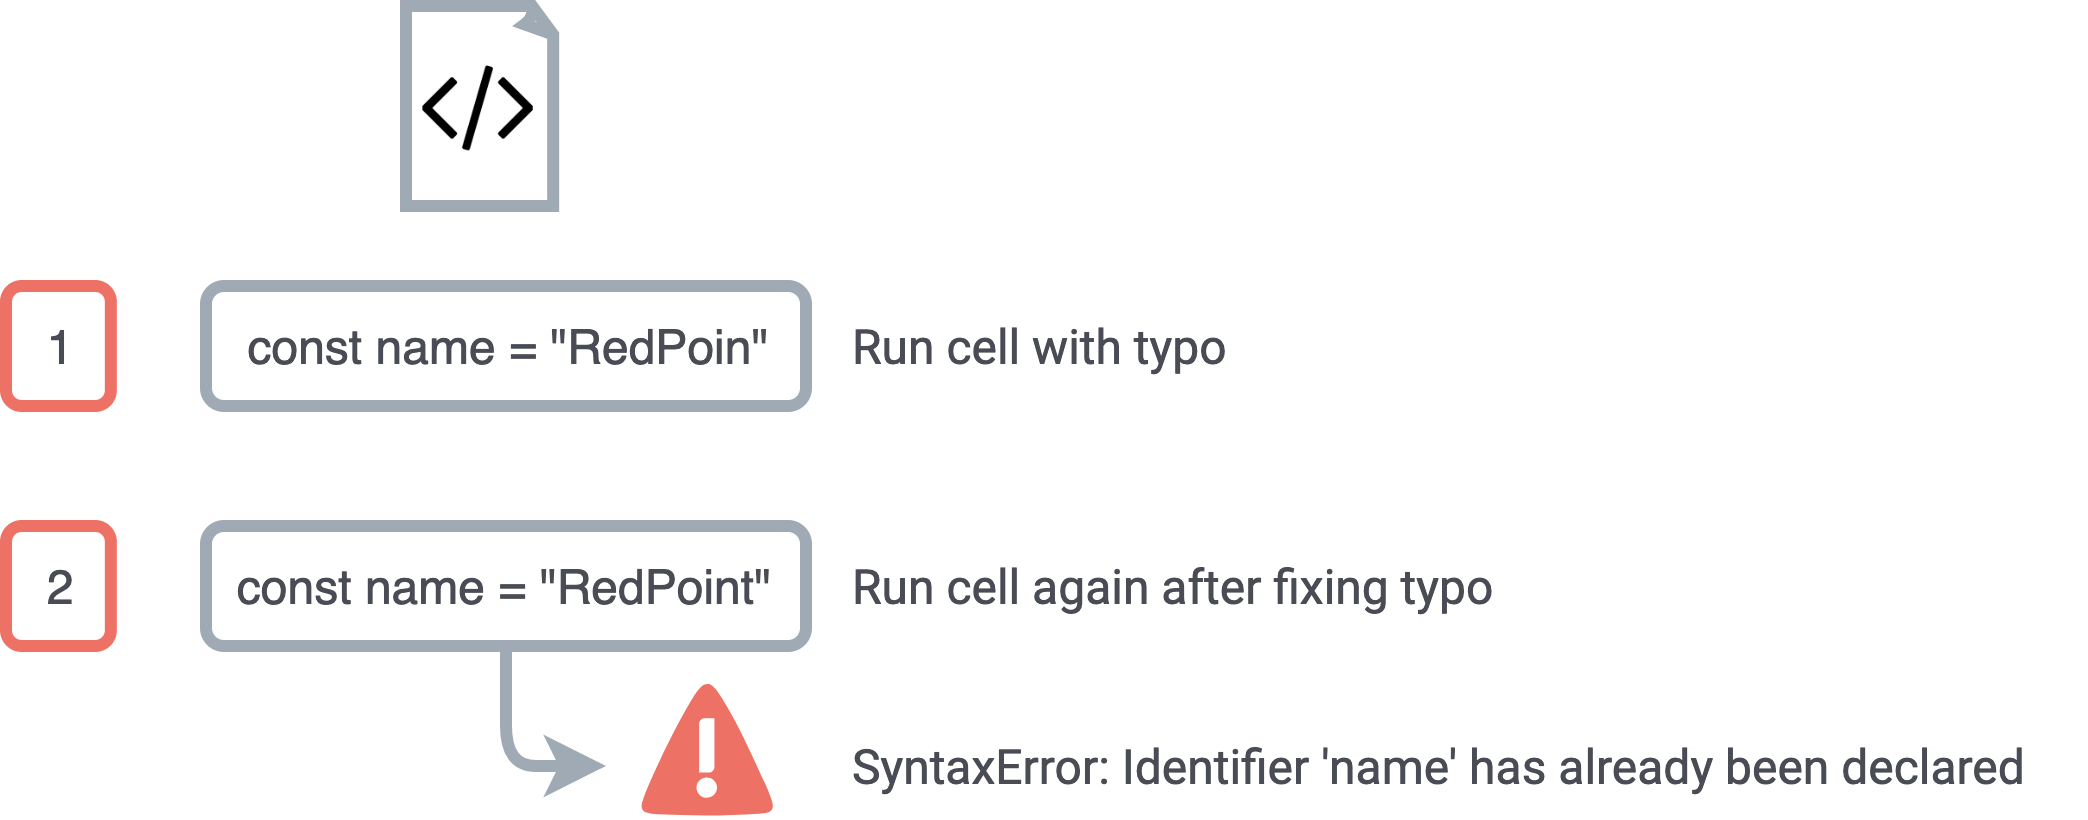 </>
1
const name = "RedPoin"
Run cell with typo
2
const name = "RedPoint"
Run cell again after fixing typo
SyntaxError: Identifier 'name' has already been declared